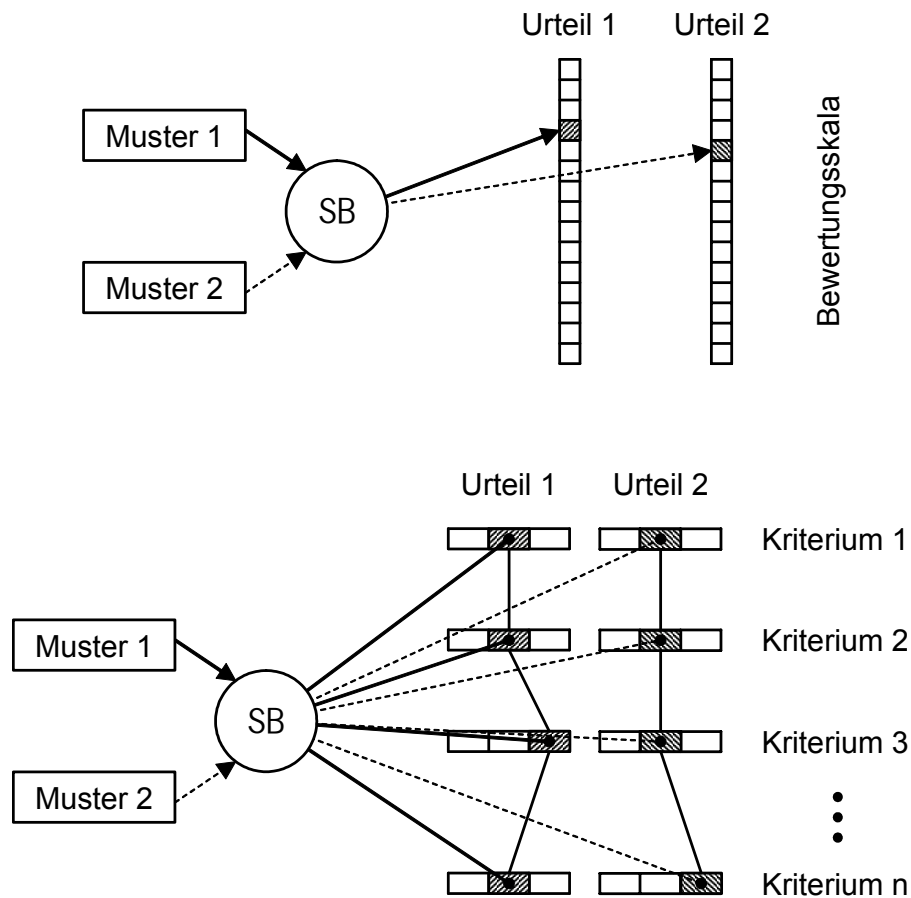 Urteil 1 Urteil 2
Muster 1
SB
Muster 2
Bewertungsskala
Urteil 1 Urteil 2
Kriterium 1
Muster 1
Kriterium 2
SB
Kriterium 3
Muster 2
Kriterium n